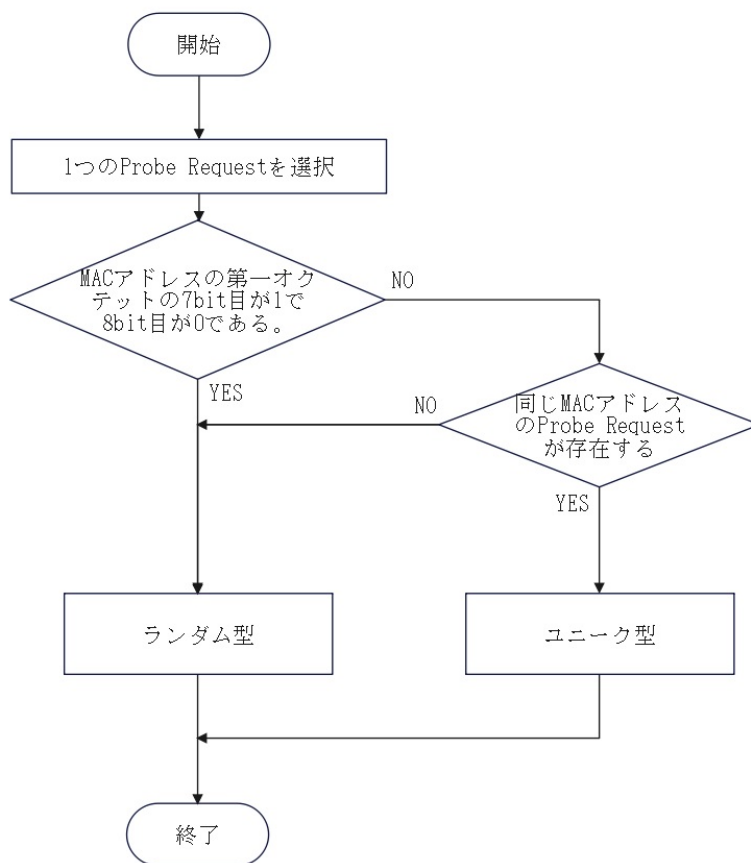 開始
1つのProbe Requestを選択
MACアドレスの第一オク
テットの7bit目が1で
8bit目が0である。
NO
YES
NO
同じMACアドレス
のProbe Request
が存在する
YES
ランダム型
ユニーク型
終了